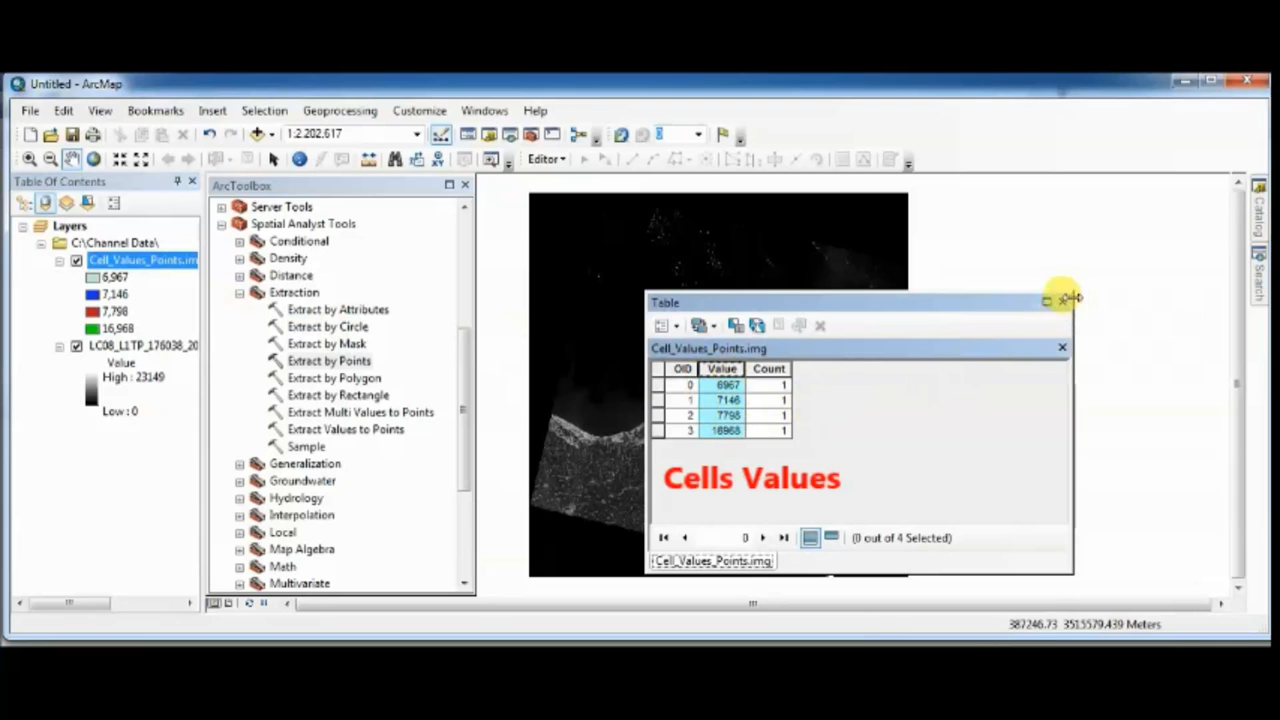 Untitled - ArcMap
File Edit View Bookmarks Insert Selection Geoprocessing Customize Windows Help
1:2.202.617
Editor
Table Of Contents
ArcToolbox
Layers
C:\Channel Data\
Cell_Values_Points.im
6,967
7,146
7,798
16,968
LC08_L1TP_176038_20
Value
High : 23149
Low : 0
Server Tools
Spatial Analyst Tools
Conditional
Density
Distance
Extraction
Extract by Attributes
Extract by Circle
Extract by Mask
Extract by Points
Extract by Polygon
Extract by Rectangle
Extract Multi Values to Points
Extract Values to Points
Sample
Generalization
Groundwater
Hydrology
Interpolation
Local
Map Algebra
Math
Multivariate
Table
Cell_Values_Points.img
OID Value Count
0 6967 1
1 7146 1
2 7798 1
3 16968 1
Cells Values
0 (0 out of 4 Selected)
Cell_Values_Points.img
Catalog
Search
387246.73 3515579.439 Meters